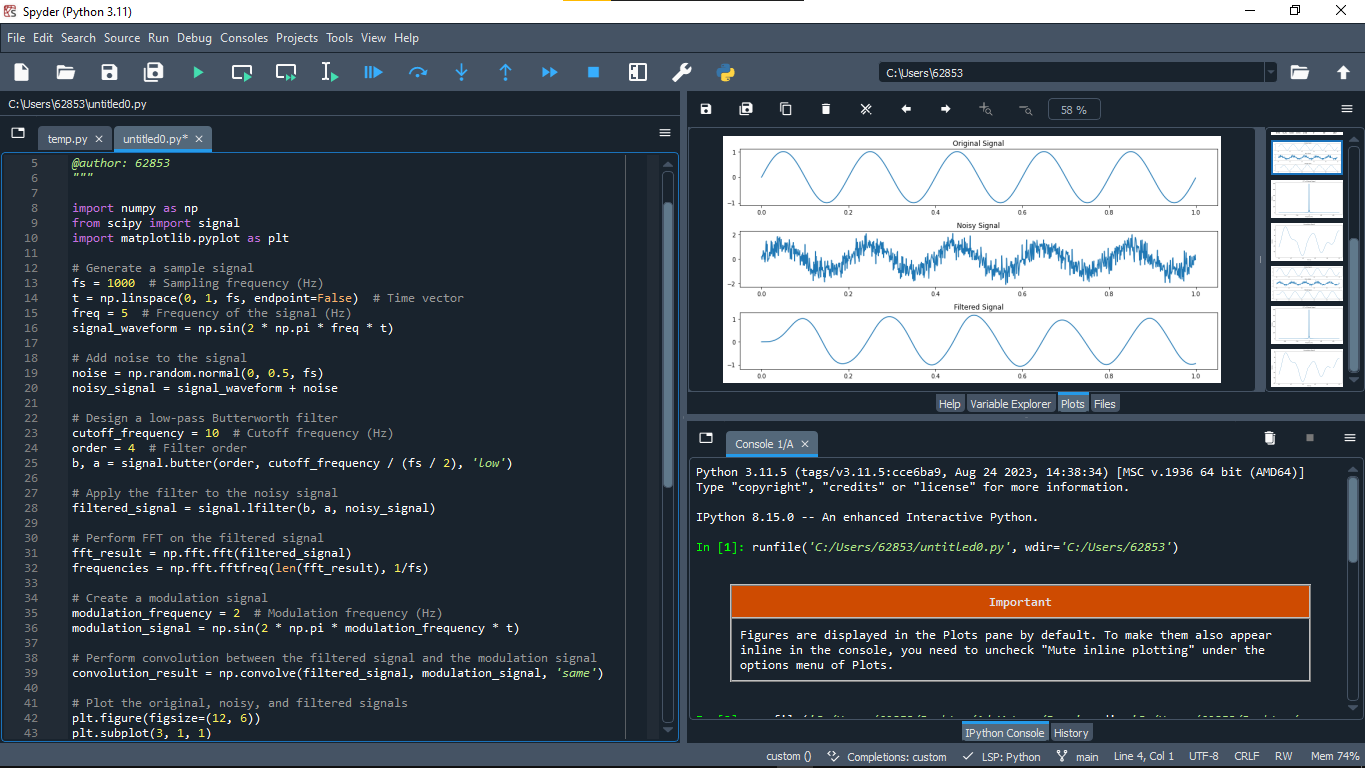 Spyder (Python 3.11)
File Edit Search Source Run Debug Consoles Projects Tools View Help
C:\Users\62853
C:\Users\62853\untitled0.py
temp.py
untitled0.py*
5 @author: 62853
6 """
7
8 import numpy as np
9 from scipy import signal
10 import matplotlib.pyplot as plt
11
12 # Generate a sample signal
13 fs = 1000  # Sampling frequency (Hz)
14 t = np.linspace(0, 1, fs, endpoint=False)  # Time vector
15 freq = 5  # Frequency of the signal (Hz)
16 signal_waveform = np.sin(2 * np.pi * freq * t)
17
18 # Add noise to the signal
19 noise = np.random.normal(0, 0.5, fs)
20 noisy_signal = signal_waveform + noise
21
22 # Design a low-pass Butterworth filter
23 cutoff_frequency = 10  # Cutoff frequency (Hz)
24 order = 4  # Filter order
25 b, a = signal.butter(order, cutoff_frequency / (fs / 2), 'low')
26
27 # Apply the filter to the noisy signal
28 filtered_signal = signal.lfilter(b, a, noisy_signal)
29
30 # Perform FFT on the filtered signal
31 fft_result = np.fft.fft(filtered_signal)
32 frequencies = np.fft.fftfreq(len(fft_result), 1/fs)
33
34 # Create a modulation signal
35 modulation_frequency = 2  # Modulation frequency (Hz)
36 modulation_signal = np.sin(2 * np.pi * modulation_frequency * t)
37
38 # Perform convolution between the filtered signal and the modulation signal
39 convolution_result = np.convolve(filtered_signal, modulation_signal, 'same')
40
41 # Plot the original, noisy, and filtered signals
42 plt.figure(figsize=(12, 6))
43 plt.subplot(3, 1, 1)
58 %
Original Signal
1
0
-1
0.0 0.2 0.4 0.6 0.8 1.0
Noisy Signal
2
0
-2
0.0 0.2 0.4 0.6 0.8 1.0
Filtered Signal
1
0
-1
0.0 0.2 0.4 0.6 0.8 1.0
Help Variable Explorer Plots Files
Console 1/A
Python 3.11.5 (tags/v3.11.5:cce6ba9, Aug 24 2023, 14:38:34) [MSC v.1936 64 bit (AMD64)]
Type "copyright", "credits" or "license" for more information.
IPython 8.15.0 -- An enhanced Interactive Python.
In [1]: runfile('C:/Users/62853/untitled0.py', wdir='C:/Users/62853')
Important
Figures are displayed in the Plots pane by default. To make them also appear
inline in the console, you need to uncheck "Mute inline plotting" under the
options menu of Plots.
IPython Console History
custom () Completions: custom LSP: Python main Line 4, Col 1 UTF-8 CRLF RW Mem 74%